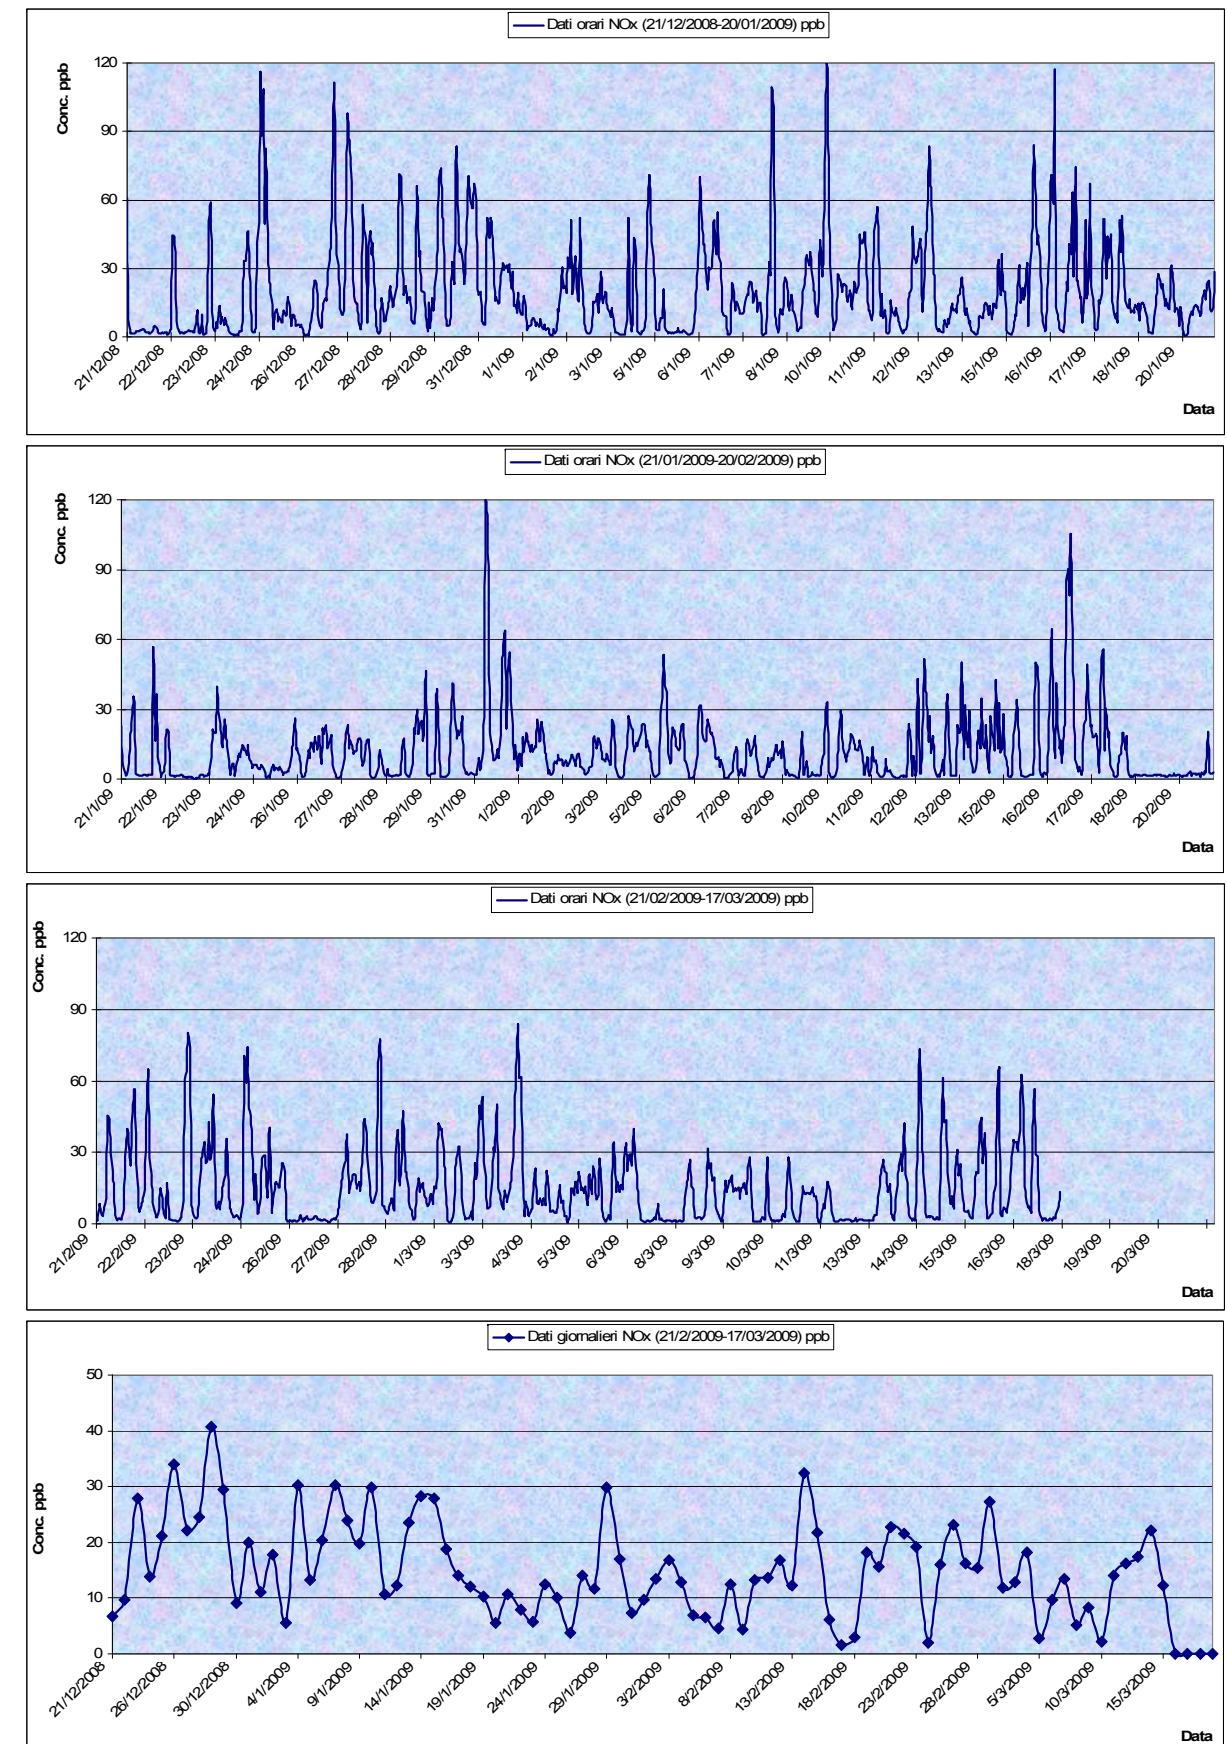 Dati orari NOx (21/12/2008-20/01/2009) ppb
Conc. ppb
120
90
60
30
0
21/12/08 22/12/08 23/12/08 24/12/08 26/12/08 27/12/08 28/12/08 29/12/08 31/12/08 1/1/09 2/1/09 3/1/09 5/1/09 6/1/09 7/1/09 8/1/09 10/1/09 11/1/09 12/1/09 13/1/09 15/1/09 16/1/09 17/1/09 18/1/09 20/1/09
Data
Dati orari NOx (21/01/2009-20/02/2009) ppb
Conc. ppb
120
90
60
30
0
21/1/09 22/1/09 23/1/09 24/1/09 26/1/09 27/1/09 28/1/09 29/1/09 31/1/09 1/2/09 2/2/09 3/2/09 5/2/09 6/2/09 7/2/09 8/2/09 10/2/09 11/2/09 12/2/09 13/2/09 15/2/09 16/2/09 17/2/09 18/2/09 20/2/09
Data
Dati orari NOx (21/02/2009-17/03/2009) ppb
Conc. ppb
120
90
60
30
0
21/2/09 22/2/09 23/2/09 24/2/09 26/2/09 27/2/09 28/2/09 1/3/09 3/3/09 4/3/09 5/3/09 6/3/09 8/3/09 9/3/09 10/3/09 11/3/09 13/3/09 14/3/09 15/3/09 16/3/09 18/3/09 19/3/09 20/3/09
Data
Dati giornalieri NOx (21/2/2009-17/03/2009) ppb
Conc. ppb
50
40
30
20
10
0
21/12/2008 26/12/2008 30/12/2008 4/1/2009 9/1/2009 14/1/2009 19/1/2009 24/1/2009 29/1/2009 3/2/2009 8/2/2009 13/2/2009 18/2/2009 23/2/2009 28/2/2009 5/3/2009 10/3/2009 15/3/2009
Data